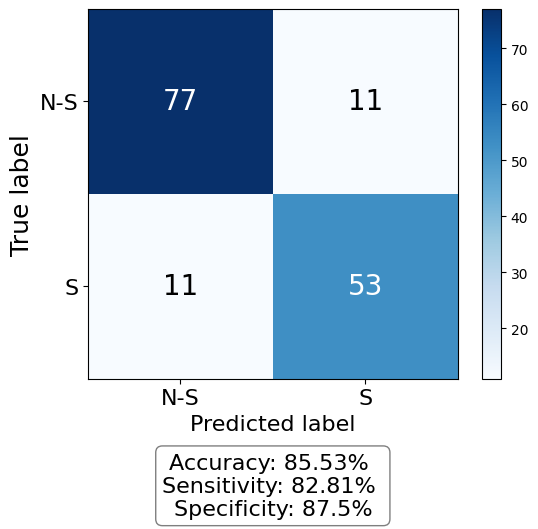 70
N-S
77
11
60
50
True label
40
S
11
53
30
20
N-S
S
Predicted label
Accuracy: 85.53%
Sensitivity: 82.81%
Specificity: 87.5%